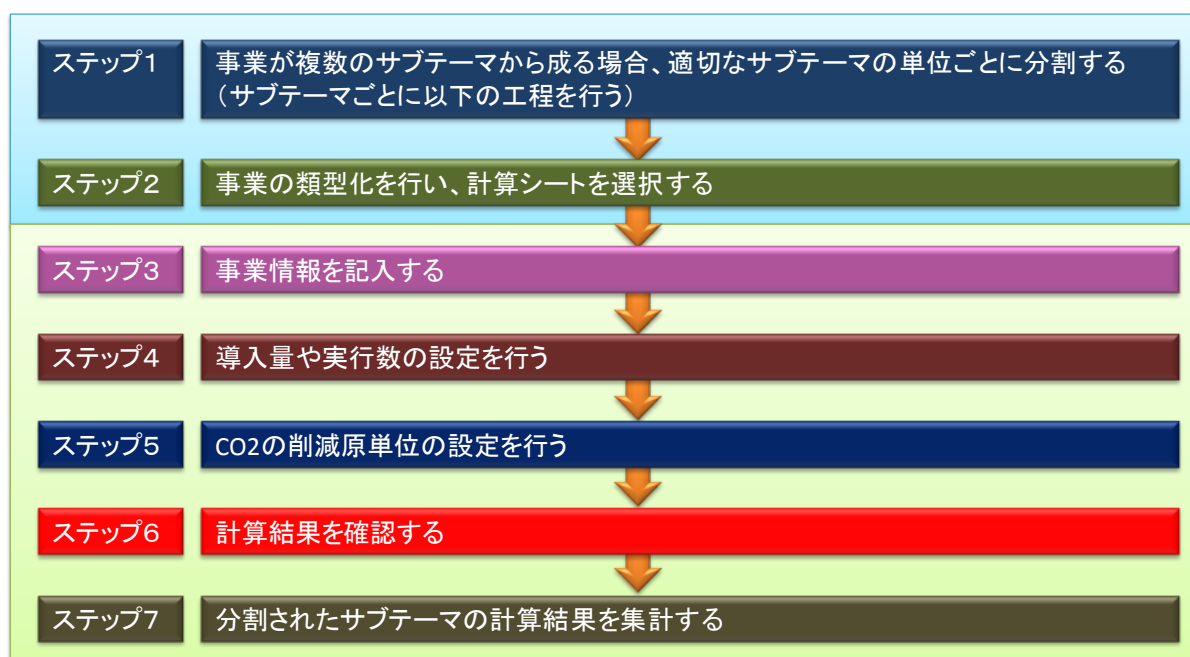 ステップ1
事業が複数のサブテーマから成る場合、適切なサブテーマの単位ごとに分割する
（サブテーマごとに以下の工程を行う）
ステップ2
事業の類型化を行い、計算シートを選択する
ステップ3
事業情報を記入する
ステップ4
導入量や実行数の設定を行う
ステップ5
CO2の削減原単位の設定を行う
ステップ6
計算結果を確認する
ステップ7
分割されたサブテーマの計算結果を集計する